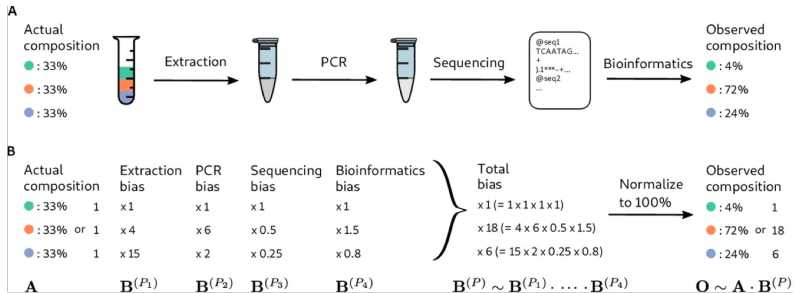 A
Actual
composition
: 33%
: 33%
: 33%
Extraction
PCR
Sequencing
@seq1
TCAATAG...
+
).1***-+...
@seq2
...
Bioinformatics
Observed
composition
: 4%
: 72%
: 24%
B
Actual
composition
Extraction
bias
PCR
bias
Sequencing
bias
Bioinformatics
bias
Total
bias
Normalize
to 100%
Observed
composition
: 33% 1 x 1 x 1 x 1 x 1 x 1 (= 1 x 1 x 1 x 1) : 4% 1
: 33% or 1 x 4 x 6 x 0.5 x 1.5 x 18 (= 4 x 6 x 0.5 x 1.5) : 72% or 18
: 33% 1 x 15 x 2 x 0.25 x 0.8 x 6 (= 15 x 2 x 0.25 x 0.8) : 24% 6
A B^(P₁) B^(P₂) B^(P₃) B^(P₄) B^(P) ~ B^(P₁) · ... · B^(P₄) O ~ A · B^(P)